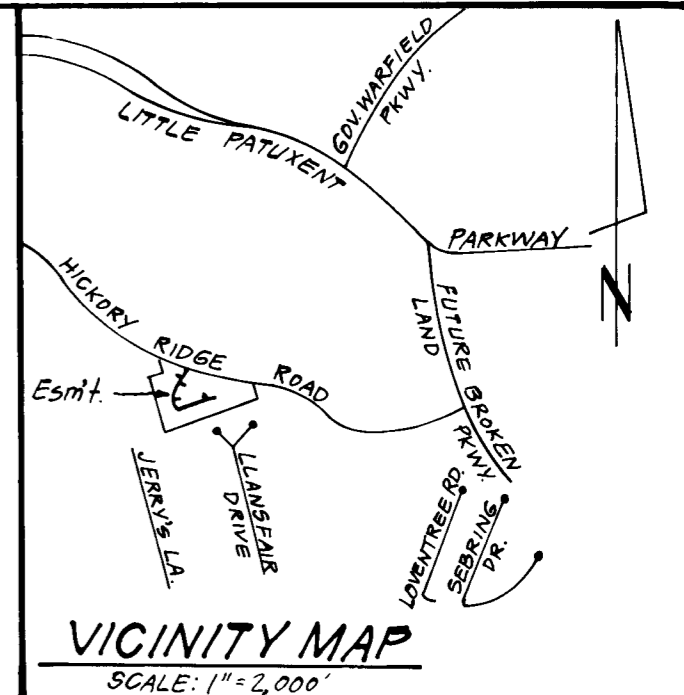 GOV. WARFIELD
PKWY.
LITTLE PATUXENT
PARKWAY
N
HICKORY
RIDGE
ROAD
FUTURE BROKEN
LAND
PKWY.
Esm't.
JERRY'S LA.
LLANSFAIR
DRIVE
LOVENTREE RD.
SEBRING
DR.
VICINITY MAP
SCALE: 1" = 2,000'